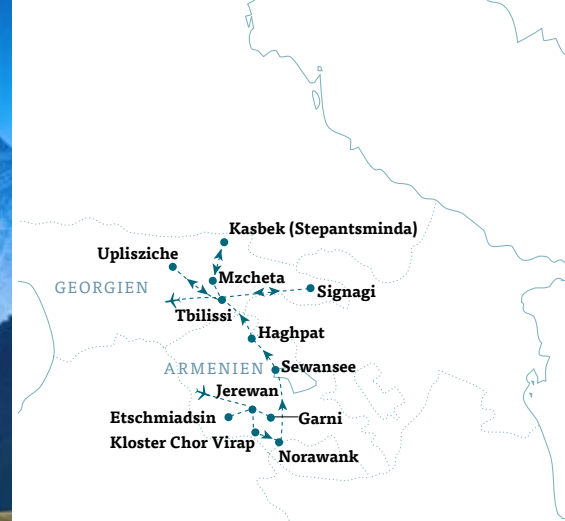 Kasbek (Stepantsminda)
Uplisziche
Mzcheta
GEORGIEN
Signagi
Tbilissi
Haghpat
ARMENIEN
Sewansee
Jerewan
Etschmiadsin
Garni
Kloster Chor Virap
Norawank